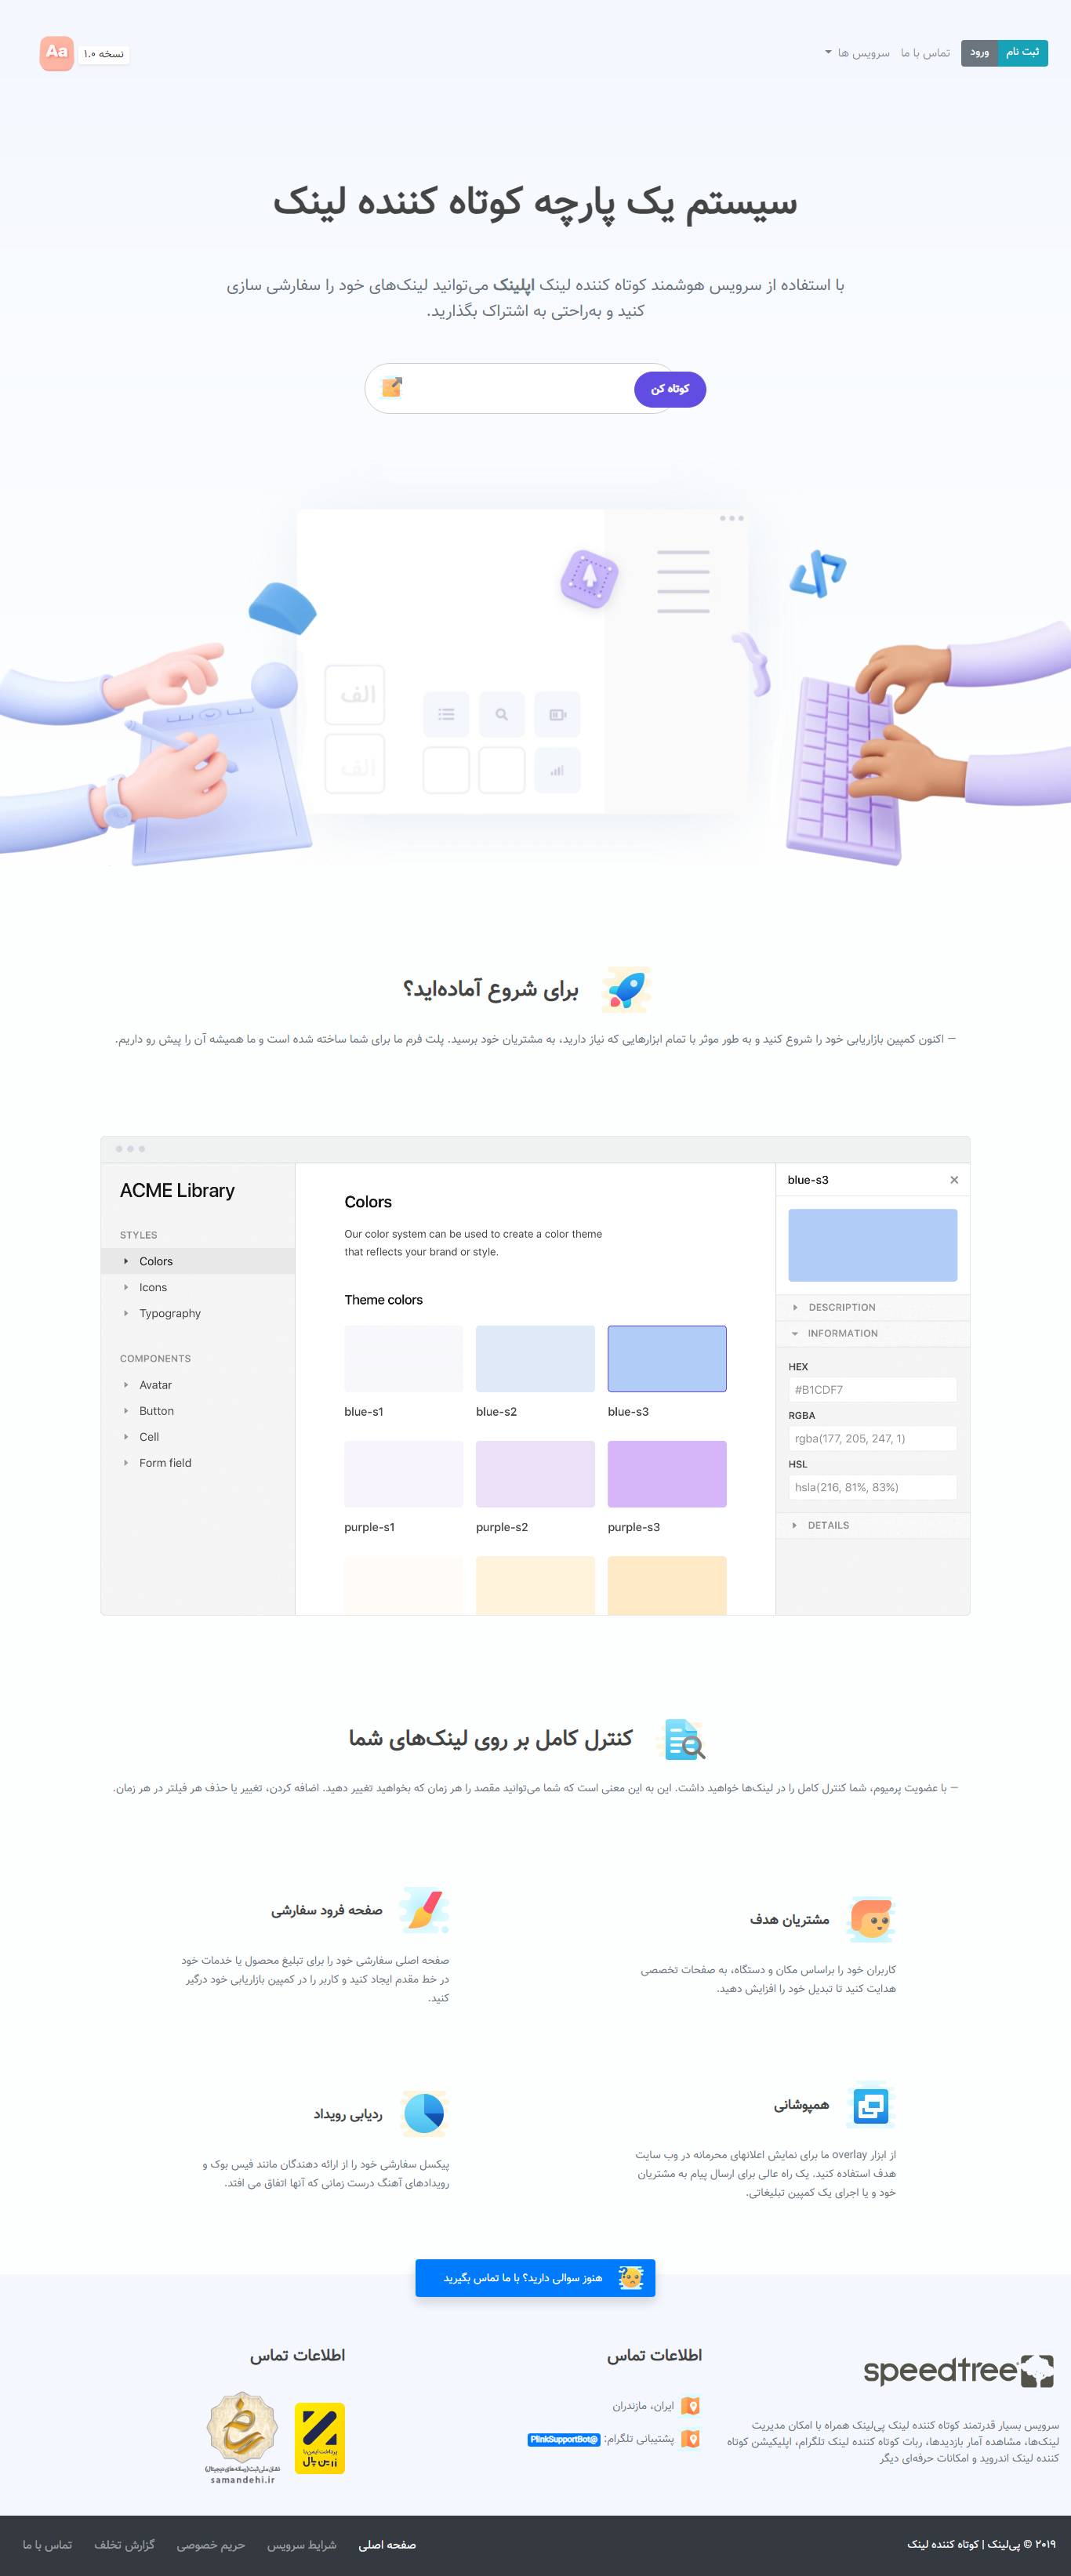 ثبت نام
ورود
تماس با ما
سرویس ها
نسخه ۱.۰
Aa
سیستم یک پارچه کوتاه کننده لینک
با استفاده از سرویس هوشمند کوتاه کننده لینک اپلینک می‌توانید لینک‌های خود را سفارشی سازی
کنید و به‌راحتی به اشتراک بگذارید.
کوتاه کن
الف
الف
برای شروع آماده‌اید؟
— اکنون کمپین بازاریابی خود را شروع کنید و به طور موثر با تمام ابزارهایی که نیاز دارید، به مشتریان خود برسید. پلت فرم ما برای شما ساخته شده است و ما همیشه آن را پیش رو داریم.
ACME Library
STYLES
Colors
Icons
Typography
COMPONENTS
Avatar
Button
Cell
Form field
Colors
Our color system can be used to create a color theme
that reflects your brand or style.
Theme colors
blue-s1
blue-s2
blue-s3
purple-s1
purple-s2
purple-s3
blue-s3
DESCRIPTION
INFORMATION
HEX
#B1CDF7
RGBA
rgba(177, 205, 247, 1)
HSL
hsla(216, 81%, 83%)
DETAILS
کنترل کامل بر روی لینک‌های شما
— با عضویت پرمیوم، شما کنترل کامل را در لینک‌ها خواهید داشت. این به این معنی است که شما می‌توانید مقصد را هر زمان که بخواهید تغییر دهید. اضافه کردن، تغییر یا حذف هر فیلتر در هر زمان.
مشتریان هدف
کاربران خود را براساس مکان و دستگاه، به صفحات تخصصی
هدایت کنید تا تبدیل خود را افزایش دهید.
صفحه فرود سفارشی
صفحه اصلی سفارشی خود را برای تبلیغ محصول یا خدمات خود
در خط مقدم ایجاد کنید و کاربر را در کمپین بازاریابی خود درگیر
کنید.
همپوشانی
از ابزار overlay ما برای نمایش اعلانهای محرمانه در وب سایت
هدف استفاده کنید. یک راه عالی برای ارسال پیام به مشتریان
خود و یا اجرای یک کمپین تبلیغاتی.
ردیابی رویداد
پیکسل سفارشی خود را از ارائه دهندگان مانند فیس بوک و
رویدادهای آهنگ درست زمانی که آنها اتفاق می افتد.
هنوز سوالی دارید؟ با ما تماس بگیرید
speedtree
سرویس بسیار قدرتمند کوتاه کننده لینک پی‌لینک همراه با امکان مدیریت
لینک‌ها، مشاهده آمار بازدیدها، ربات کوتاه کننده لینک تلگرام، اپلیکیشن کوتاه
کننده لینک اندروید و امکانات حرفه‌ای دیگر
اطلاعات تماس
ایران، مازندران
پشتیبانی تلگرام: @PlinkSupportBot
اطلاعات تماس
پرداخت ایمن با
زرین پال
نشان ملی ثبت (رسانه‌های دیجیتال)
samandehi.ir
۲۰۱۹ © پی‌لینک | کوتاه کننده لینک
صفحه اصلی
شرایط سرویس
حریم خصوصی
گزارش تخلف
تماس با ما